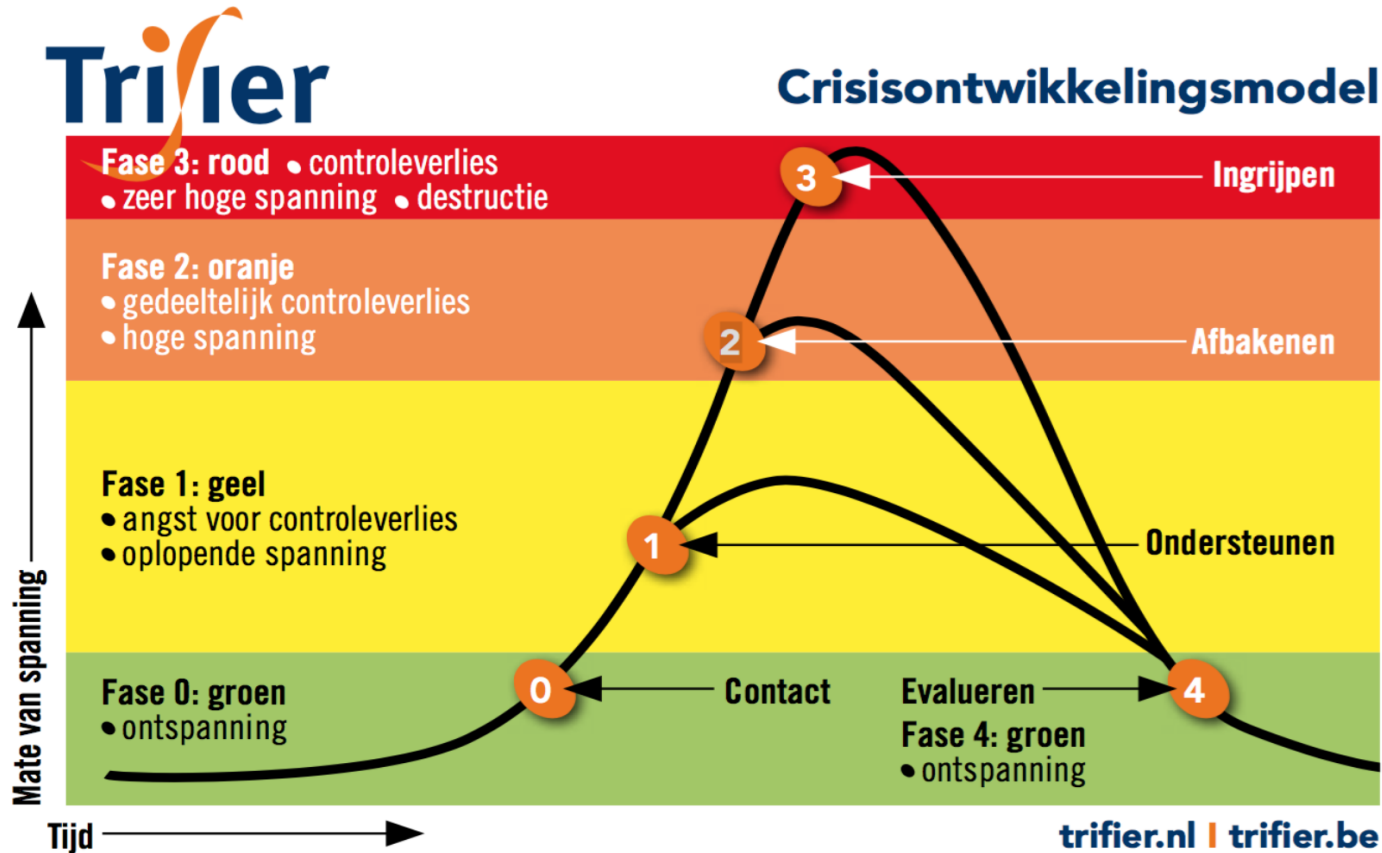 Trifier
Crisisontwikkelingsmodel
Fase 3: rood • controleverlies
• zeer hoge spanning • destructie
3
Ingrijpen
Fase 2: oranje
• gedeeltelijk controleverlies
• hoge spanning
2
Afbakenen
Fase 1: geel
• angst voor controleverlies
• oplopende spanning
1
Ondersteunen
Fase 0: groen
• ontspanning
0
Contact
Evalueren
4
Fase 4: groen
• ontspanning
Mate van spanning
Tijd
trifier.nl I trifier.be